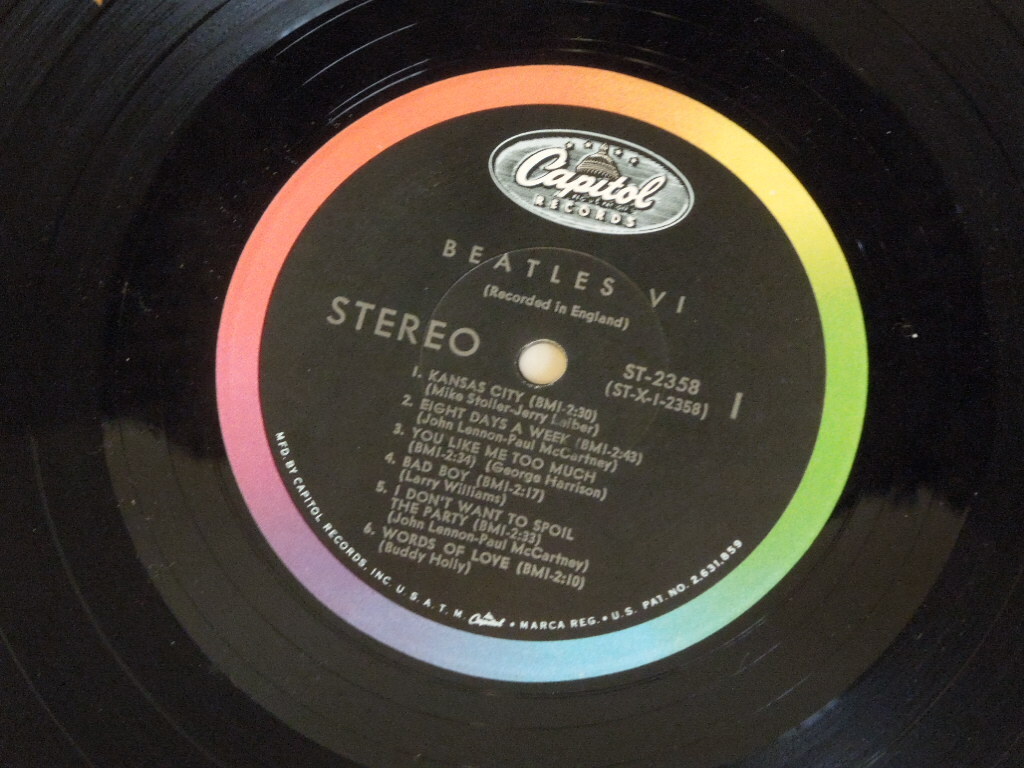 Capitol
RECORDS
BEATLES VI
(Recorded in England)
STEREO
ST-2358
(ST-X-1-2358)
1
1. KANSAS CITY (BMI-2:30)
(Mike Stoller-Jerry Leiber)
2. EIGHT DAYS A WEEK (BMI-2:43)
(John Lennon-Paul McCartney)
3. YOU LIKE ME TOO MUCH
(BMI-2:34) (George Harrison)
4. BAD BOY (BMI-2:17)
(Larry Williams)
5. I DON'T WANT TO SPOIL
THE PARTY (BMI-2:33)
(John Lennon-Paul McCartney)
6. WORDS OF LOVE (BMI-2:10)
(Buddy Holly)
MFD. BY CAPITOL RECORDS, INC. U.S.A. T.M. Capitol • MARCA REG. • U.S. PAT. NO. 2,631,859